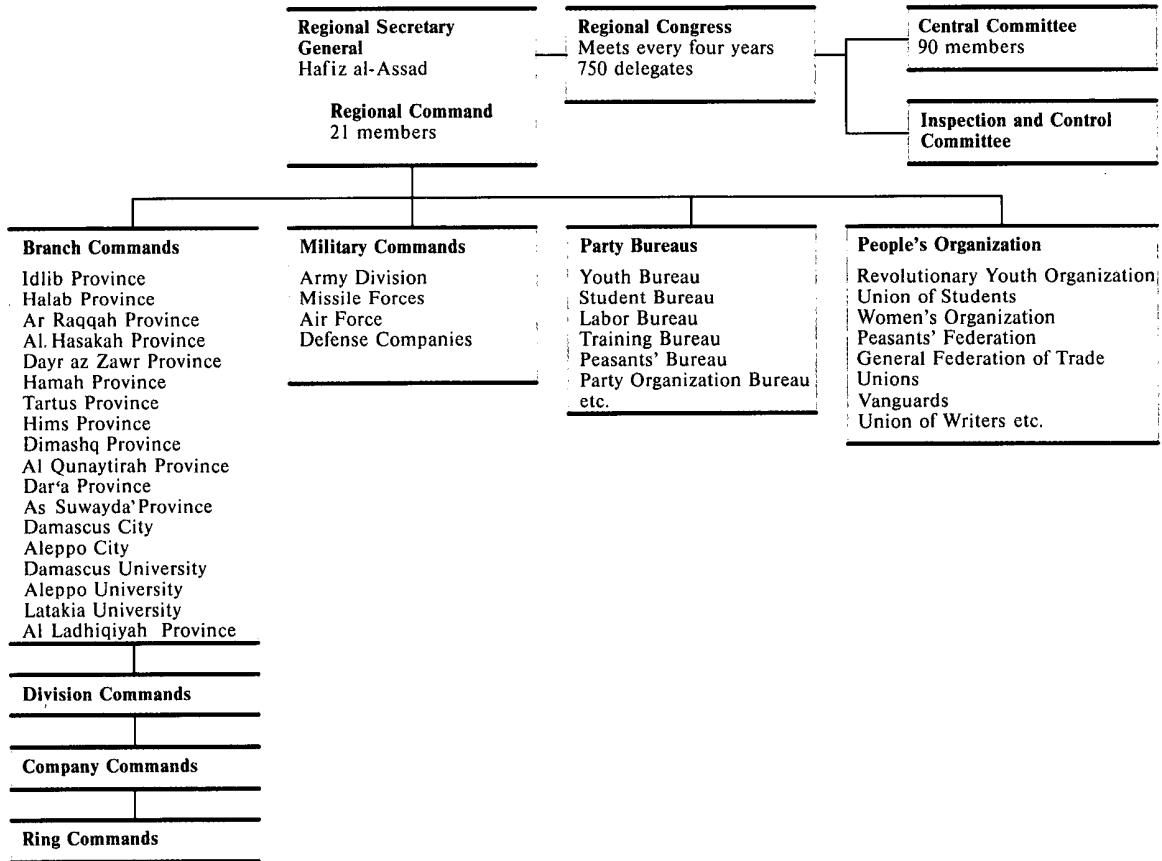 Regional Secretary
General
Hafiz al-Assad
Regional Command
21 members
Regional Congress
Meets every four years
750 delegates
Central Committee
90 members
Inspection and Control
Committee
Branch Commands
Idlib Province
Halab Province
Ar Raqqah Province
Al. Hasakah Province
Dayr az Zawr Province
Hamah Province
Tartus Province
Hims Province
Dimashq Province
Al Qunaytirah Province
Dar‘a Province
As Suwayda’ Province
Damascus City
Aleppo City
Damascus University
Aleppo University
Latakia University
Al Ladhiqiyah Province
Division Commands
Company Commands
Ring Commands
Military Commands
Army Division
Missile Forces
Air Force
Defense Companies
Party Bureaus
Youth Bureau
Student Bureau
Labor Bureau
Training Bureau
Peasants' Bureau
Party Organization Bureau
etc.
People's Organization
Revolutionary Youth Organization
Union of Students
Women's Organization
Peasants' Federation
General Federation of Trade
Unions
Vanguards
Union of Writers etc.